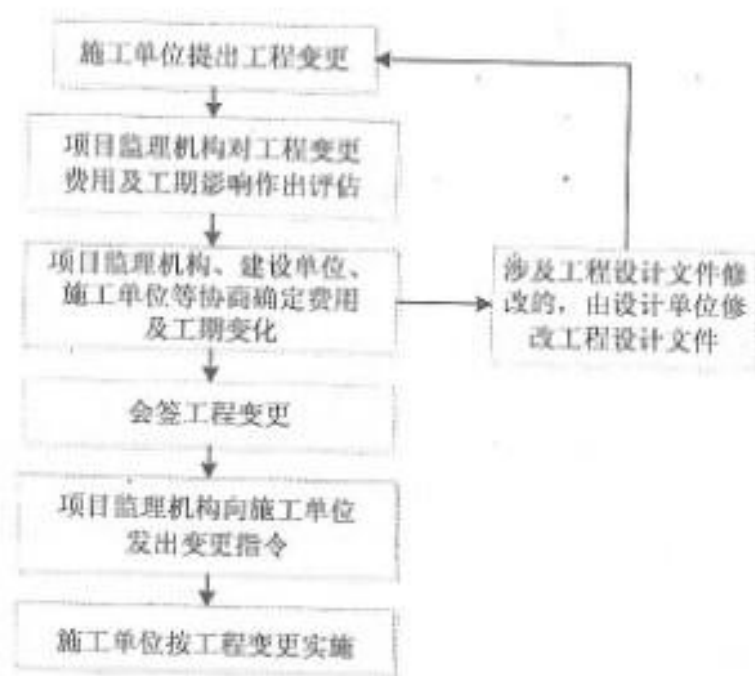 施工单位提出工程变更
项目监理机构对工程变更
费用及工期影响作出评估
项目监理机构、建设单位、
施工单位等协商确定费用
及工期变化
涉及工程设计文件修
改的，由设计单位修
改工程设计文件
会签工程变更
项目监理机构向施工单位
发出变更指令
施工单位按工程变更实施